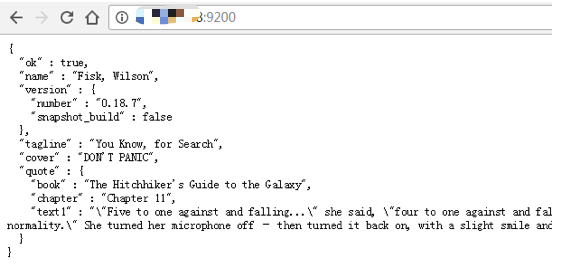 :9200
{
"ok" : true,
"name" : "Fisk, Wilson",
"version" : {
"number" : "0.18.7",
"snapshot_build" : false
},
"tagline" : "You Know, for Search",
"cover" : "DON'T PANIC",
"quote" : {
"book" : "The Hitchhiker's Guide to the Galaxy",
"chapter" : "Chapter 11",
"text1" : "\"Five to one against and falling...\" she said, \"four to one against and fal
normality.\" She turned her microphone off - then turned it back on, with a slight smile and
}
}